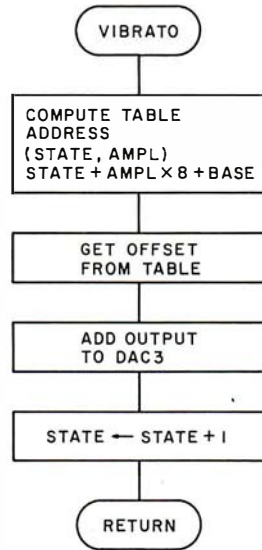 VIBRATO
COMPUTE TABLE
ADDRESS
(STATE, AMPL)
STATE + AMPL × 8 + BASE
GET OFFSET
FROM TABLE
ADD OUTPUT
TO DAC3
STATE ← STATE + 1
RETURN